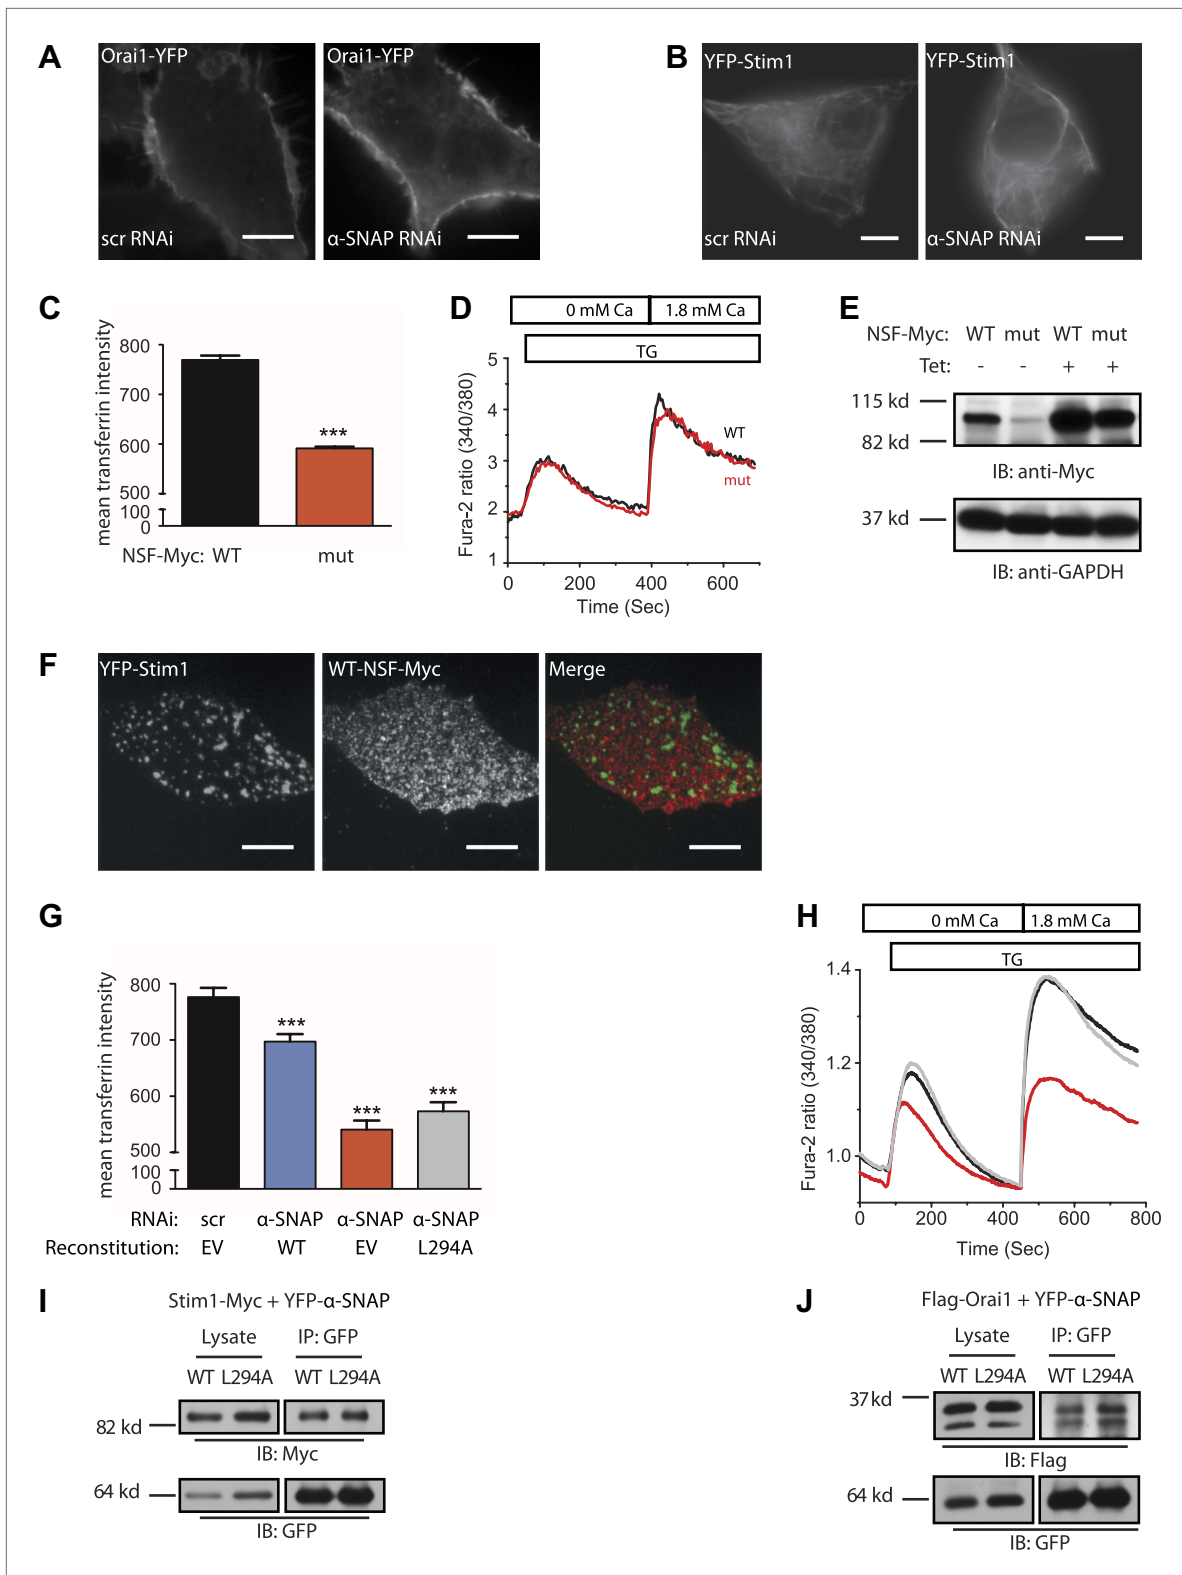 A
Orai1-YFP
scr RNAi
Orai1-YFP
α-SNAP RNAi
B
YFP-Stim1
scr RNAi
YFP-Stim1
α-SNAP RNAi
C
mean transferrin intensity
800
700
600
500
100
0
***
NSF-Myc: WT
mut
D
0 mM Ca
1.8 mM Ca
TG
Fura-2 ratio (340/380)
5
4
3
2
1
WT
mut
0
200
400
600
Time (Sec)
E
NSF-Myc: WT mut WT mut
Tet: - - + +
115 kd
82 kd
IB: anti-Myc
37 kd
IB: anti-GAPDH
F
YFP-Stim1
WT-NSF-Myc
Merge
G
mean transferrin intensity
800
700
600
500
100
0
***
***
***
RNAi: scr α-SNAP α-SNAP α-SNAP
Reconstitution: EV WT EV L294A
H
0 mM Ca
1.8 mM Ca
TG
Fura-2 ratio (340/380)
1.4
1.2
1.0
0
200
400
600
800
Time (Sec)
I
Stim1-Myc + YFP-α-SNAP
Lysate
IP: GFP
WT L294A
WT L294A
82 kd
IB: Myc
64 kd
IB: GFP
J
Flag-Orai1 + YFP-α-SNAP
Lysate
IP: GFP
WT L294A
WT L294A
37 kd
IB: Flag
64 kd
IB: GFP